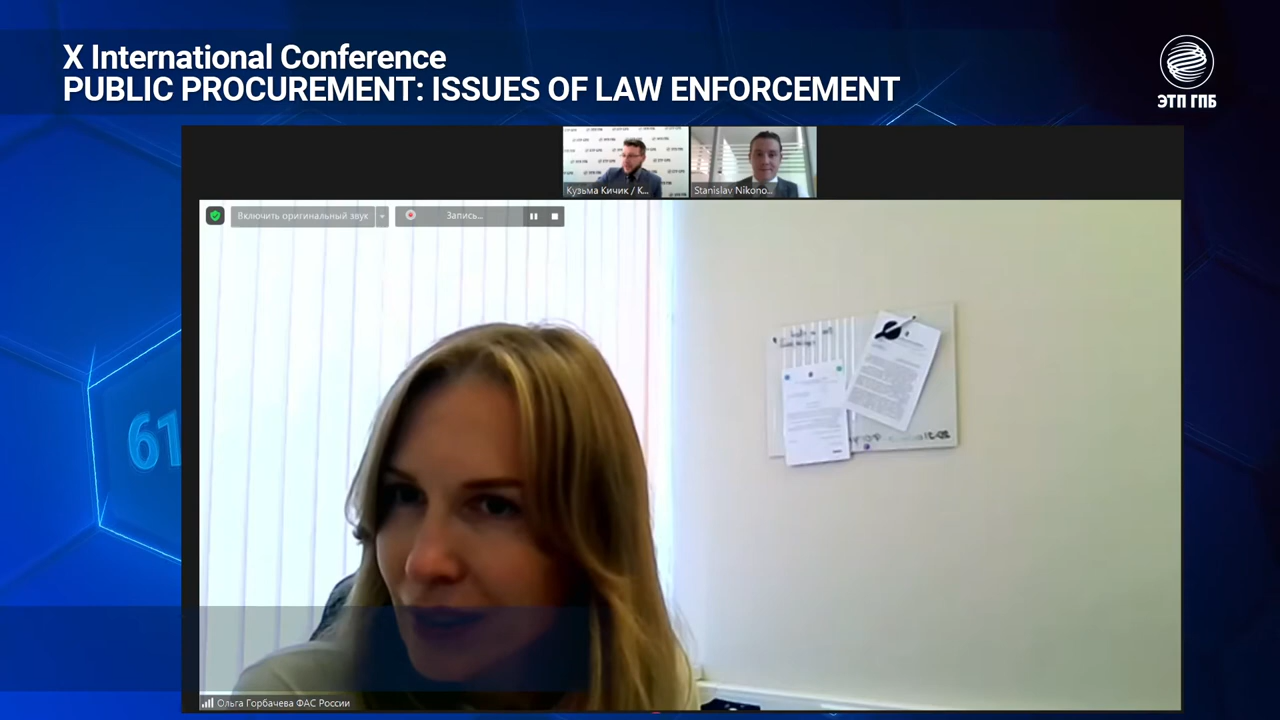 X International Conference
PUBLIC PROCUREMENT: ISSUES OF LAW ENFORCEMENT
ЭТП ГПБ
Кузьма Кичик / К...
Stanislav Nikono...
Включить оригинальный звук
Запись...
61
Ольга Горбачева ФАС России